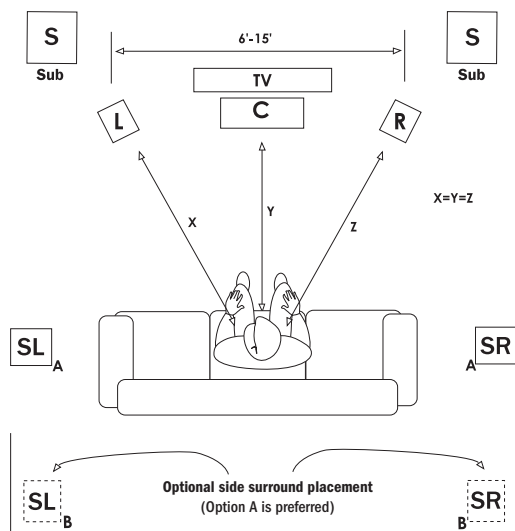 S
6'-15'
S
Sub
TV
Sub
L
C
R
X=Y=Z
X
Y
Z
SL
A
A
SR
Optional side surround placement
(Option A is preferred)
SL
B
B
SR